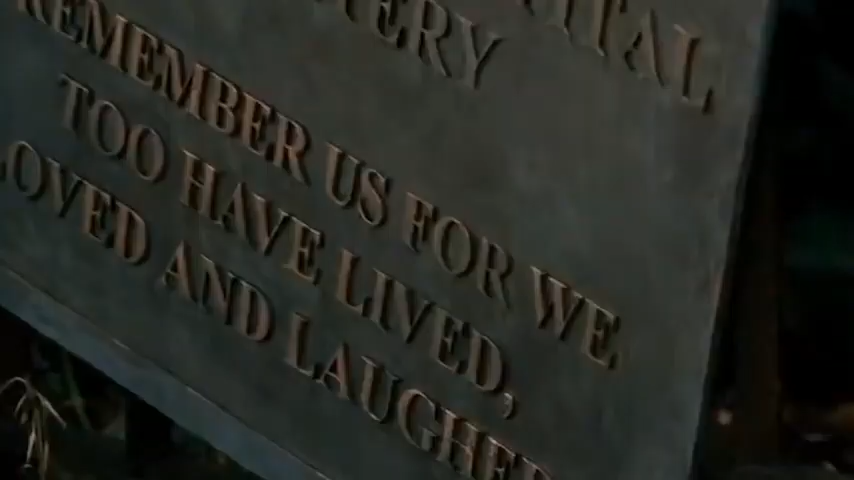 REMEMBER US FOR WE
TOO HAVE LIVED,
LOVED AND LAUGHED